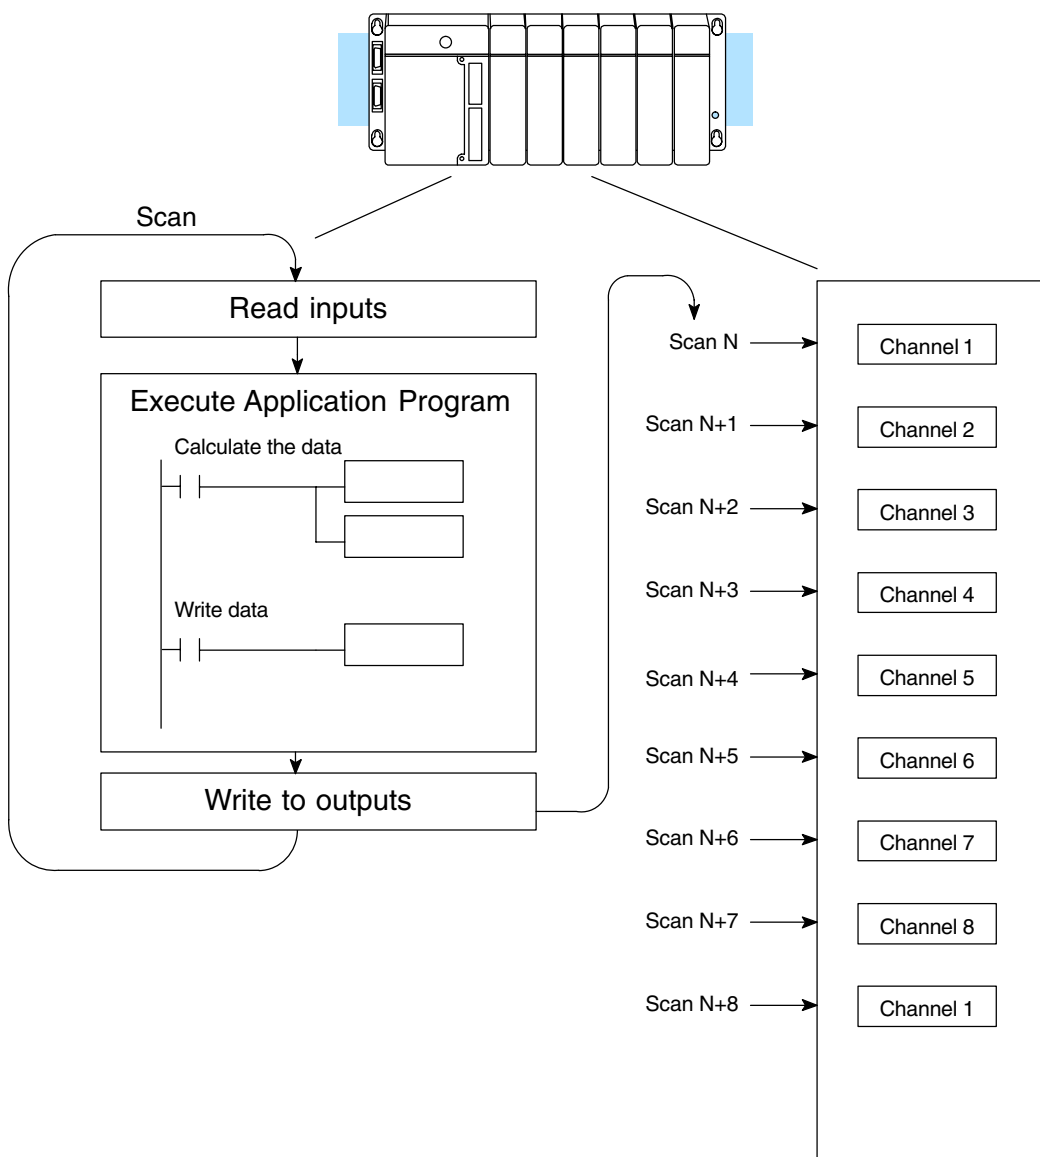 Scan
Read inputs
Execute Application Program
Calculate the data
Write data
Write to outputs
Scan N
Channel 1
Scan N+1
Channel 2
Scan N+2
Channel 3
Scan N+3
Channel 4
Scan N+4
Channel 5
Scan N+5
Channel 6
Scan N+6
Channel 7
Scan N+7
Channel 8
Scan N+8
Channel 1